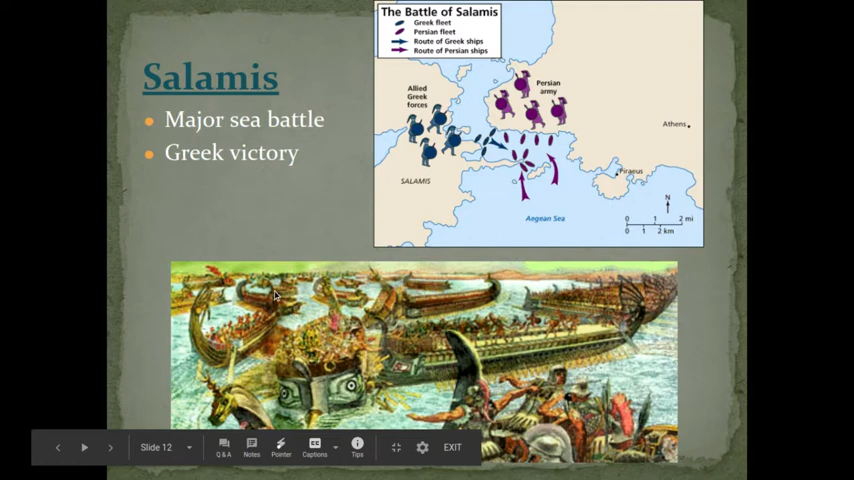 Salamis
Major sea battle
Greek victory
The Battle of Salamis
Greek fleet
Persian fleet
Route of Greek ships
Route of Persian ships
Allied
Greek
forces
Persian
army
Athens
SALAMIS
Piraeus
Aegean Sea
N
0 1 2 mi
0 1 2 km
Slide 12
Q & A
Notes
Pointer
Captions
Tips
EXIT